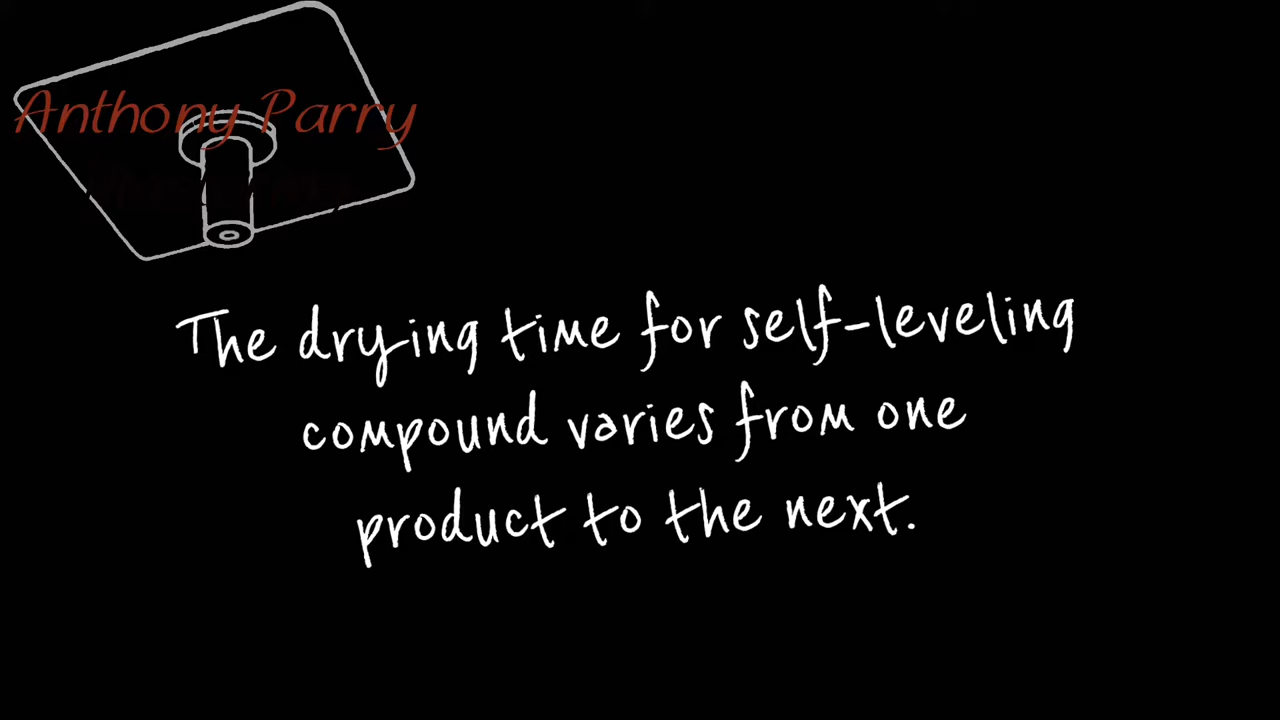 Anthony Parry
The drying time for self-leveling
compound varies from one
product to the next.